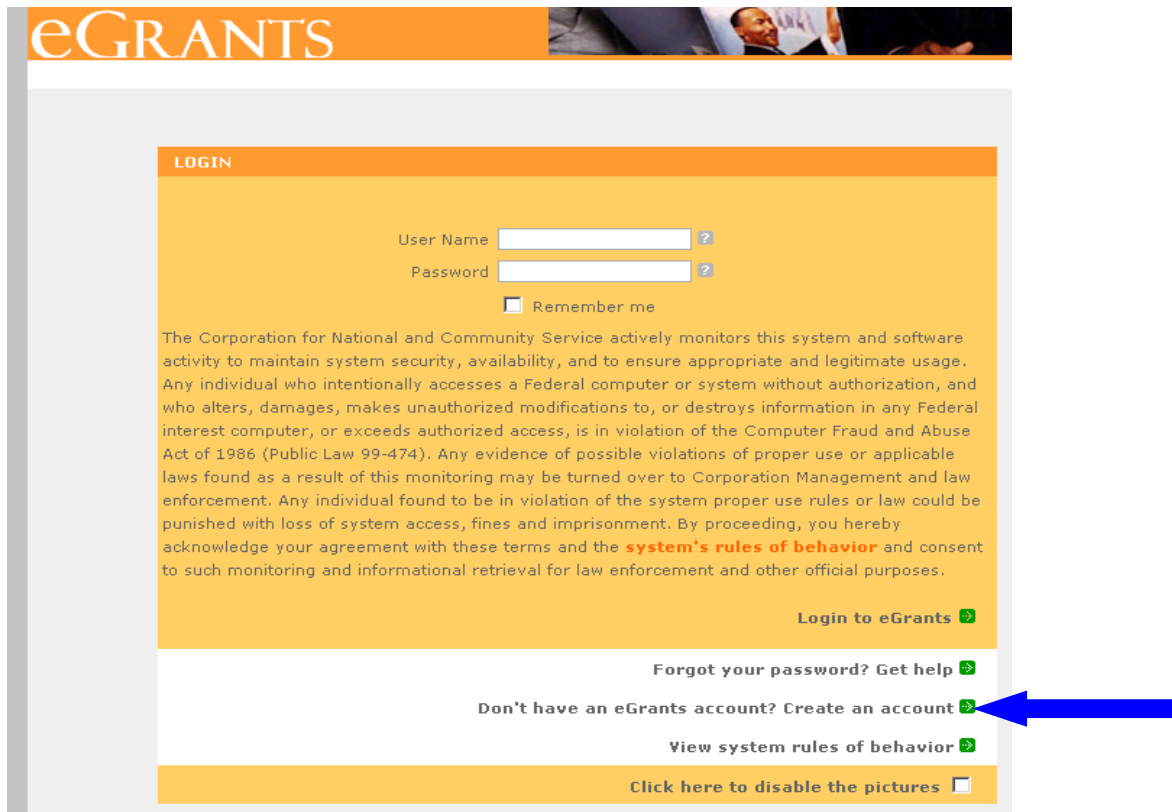 eGRANTS
LOGIN
User Name ?
Password ?
Remember me
The Corporation for National and Community Service actively monitors this system and software
activity to maintain system security, availability, and to ensure appropriate and legitimate usage.
Any individual who intentionally accesses a Federal computer or system without authorization, and
who alters, damages, makes unauthorized modifications to, or destroys information in any Federal
interest computer, or exceeds authorized access, is in violation of the Computer Fraud and Abuse
Act of 1986 (Public Law 99-474). Any evidence of possible violations of proper use or applicable
laws found as a result of this monitoring may be turned over to Corporation Management and law
enforcement. Any individual found to be in violation of the system proper use rules or law could be
punished with loss of system access, fines and imprisonment. By proceeding, you hereby
acknowledge your agreement with these terms and the system's rules of behavior and consent
to such monitoring and informational retrieval for law enforcement and other official purposes.
Login to eGrants
Forgot your password? Get help
Don't have an eGrants account? Create an account
View system rules of behavior
Click here to disable the pictures